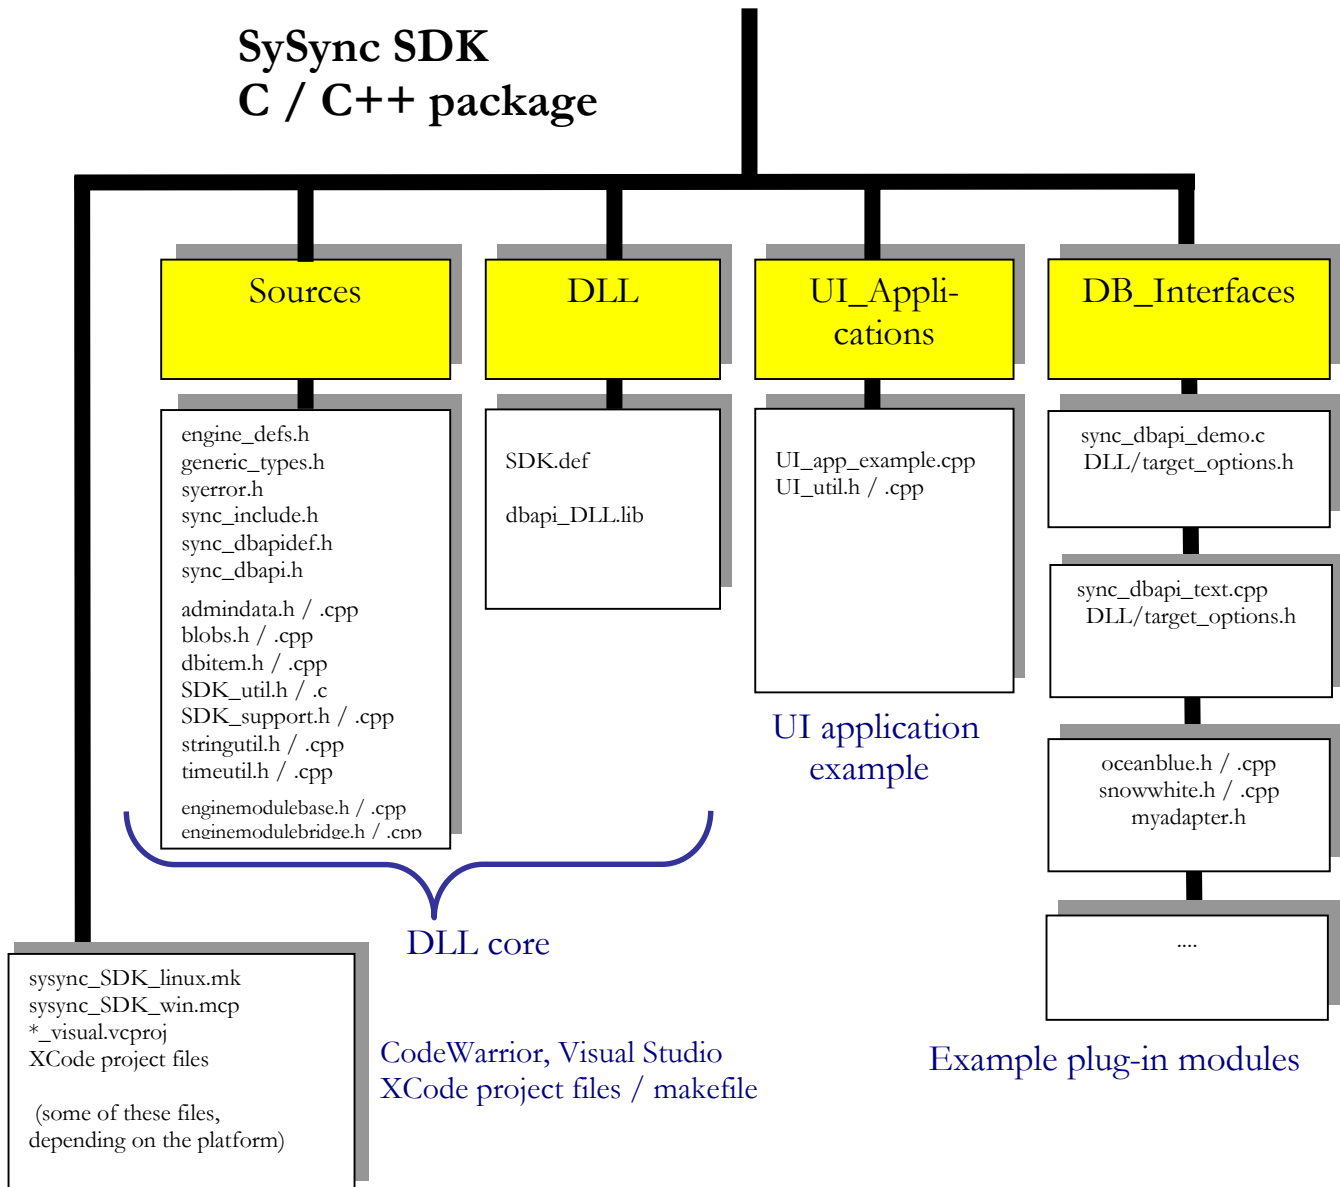 SySync SDK
C / C++ package
Sources
engine_defs.h
generic_types.h
syerror.h
sync_include.h
sync_dbapidef.h
sync_dbapi.h
admindata.h / .cpp
blobs.h / .cpp
dbitem.h / .cpp
SDK_util.h / .c
SDK_support.h / .cpp
stringutil.h / .cpp
timeutil.h / .cpp
enginemodulebase.h / .cpp
enginemodulebridge.h / .cpp
DLL
SDK.def
dbapi_DLL.lib
DLL core
UI_Appli-
cations
UI_app_example.cpp
UI_util.h / .cpp
UI application
example
DB_Interfaces
sync_dbapi_demo.c
DLL/target_options.h
sync_dbapi_text.cpp
DLL/target_options.h
oceanblue.h / .cpp
snowwhite.h / .cpp
myadapter.h
....
Example plug-in modules
sysync_SDK_linux.mk
sysync_SDK_win.mcp
*_visual.vcproj
XCode project files
(some of these files,
depending on the platform)
CodeWarrior, Visual Studio
XCode project files / makefile